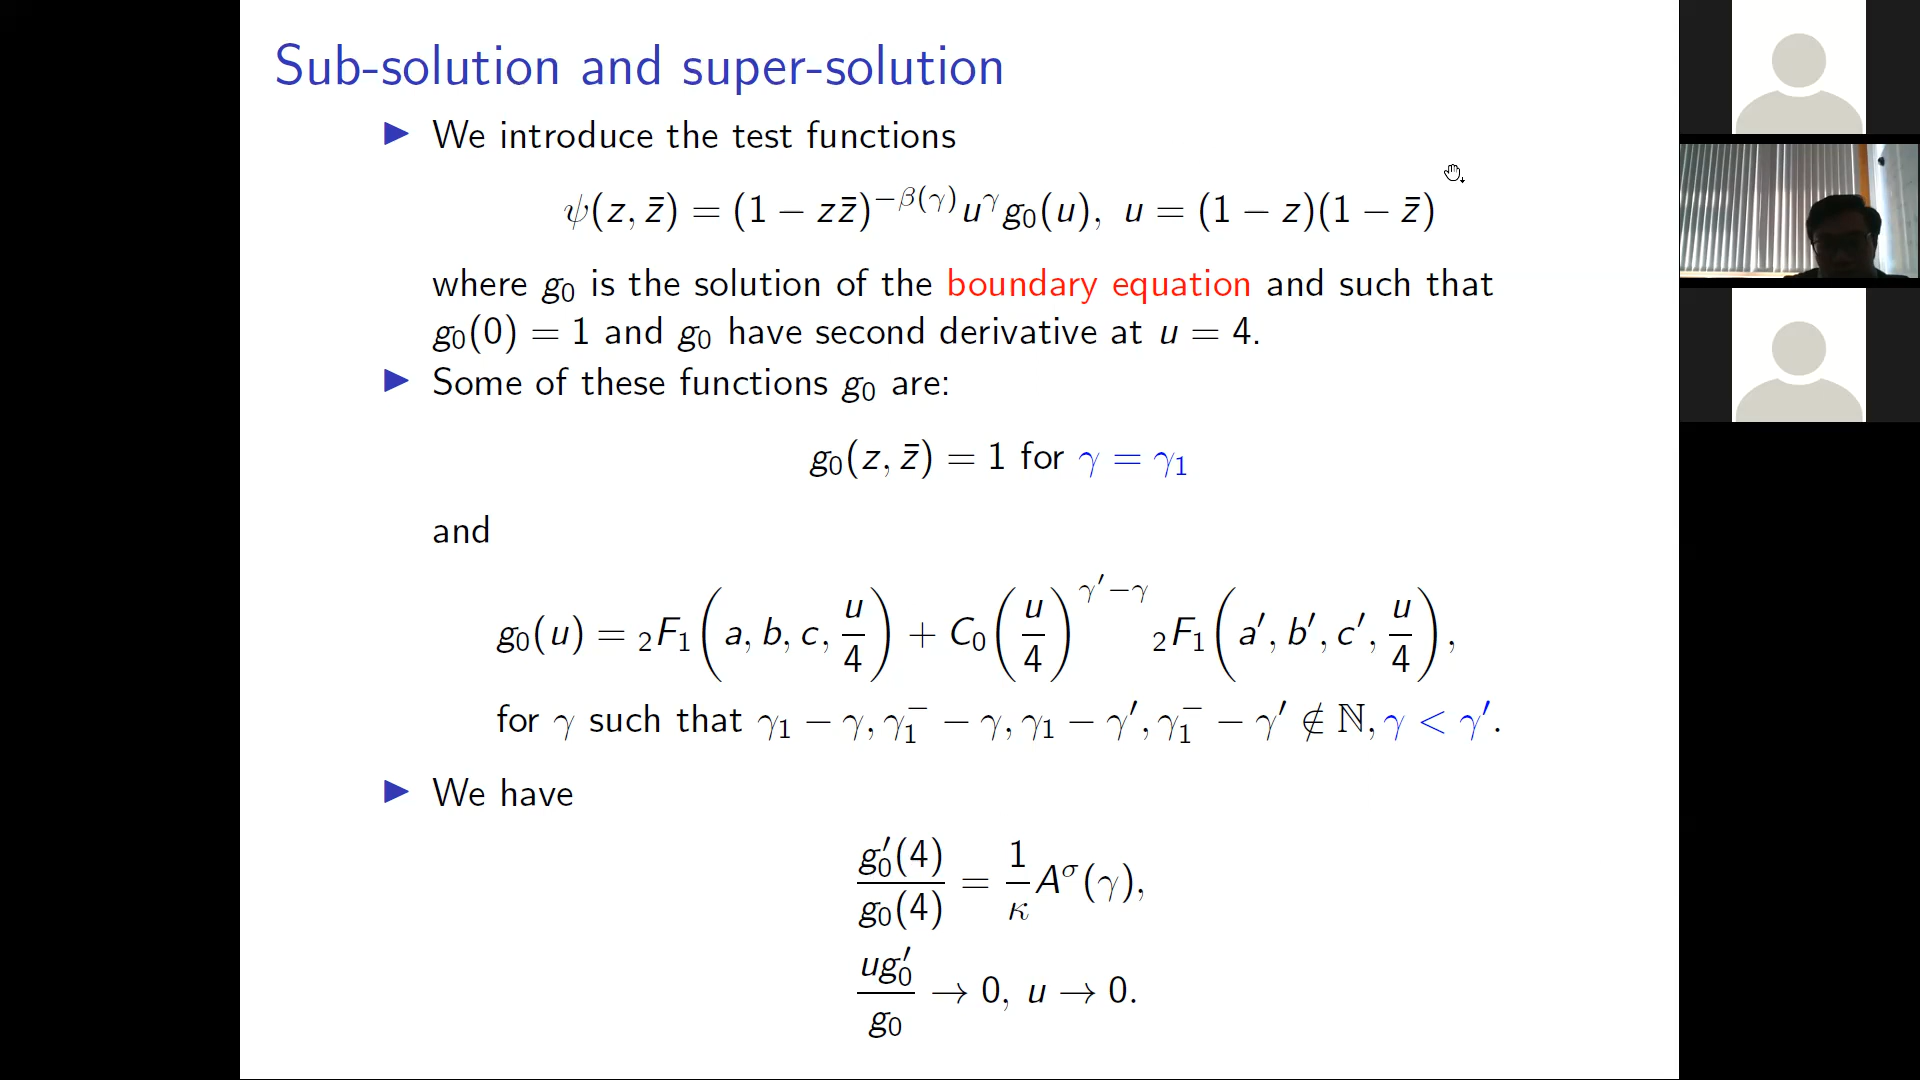 Sub-solution and super-solution
▶ We introduce the test functions
ψ(z, z̄) = (1 − zz̄)^{−β(γ)} u^γ g₀(u), u = (1 − z)(1 − z̄)
where g₀ is the solution of the boundary equation and such that
g₀(0) = 1 and g₀ have second derivative at u = 4.
▶ Some of these functions g₀ are:
g₀(z, z̄) = 1 for γ = γ₁
and
g₀(u) = ₂F₁(a, b, c, u/4) + C₀(u/4)^{γ′−γ} ₂F₁(a′, b′, c′, u/4),
for γ such that γ₁ − γ, γ₁⁻ − γ, γ₁ − γ′, γ₁⁻ − γ′ ∉ ℕ, γ < γ′.
▶ We have
g₀′(4)/g₀(4) = 1/κ A^σ(γ),
ug₀′/g₀ → 0, u → 0.